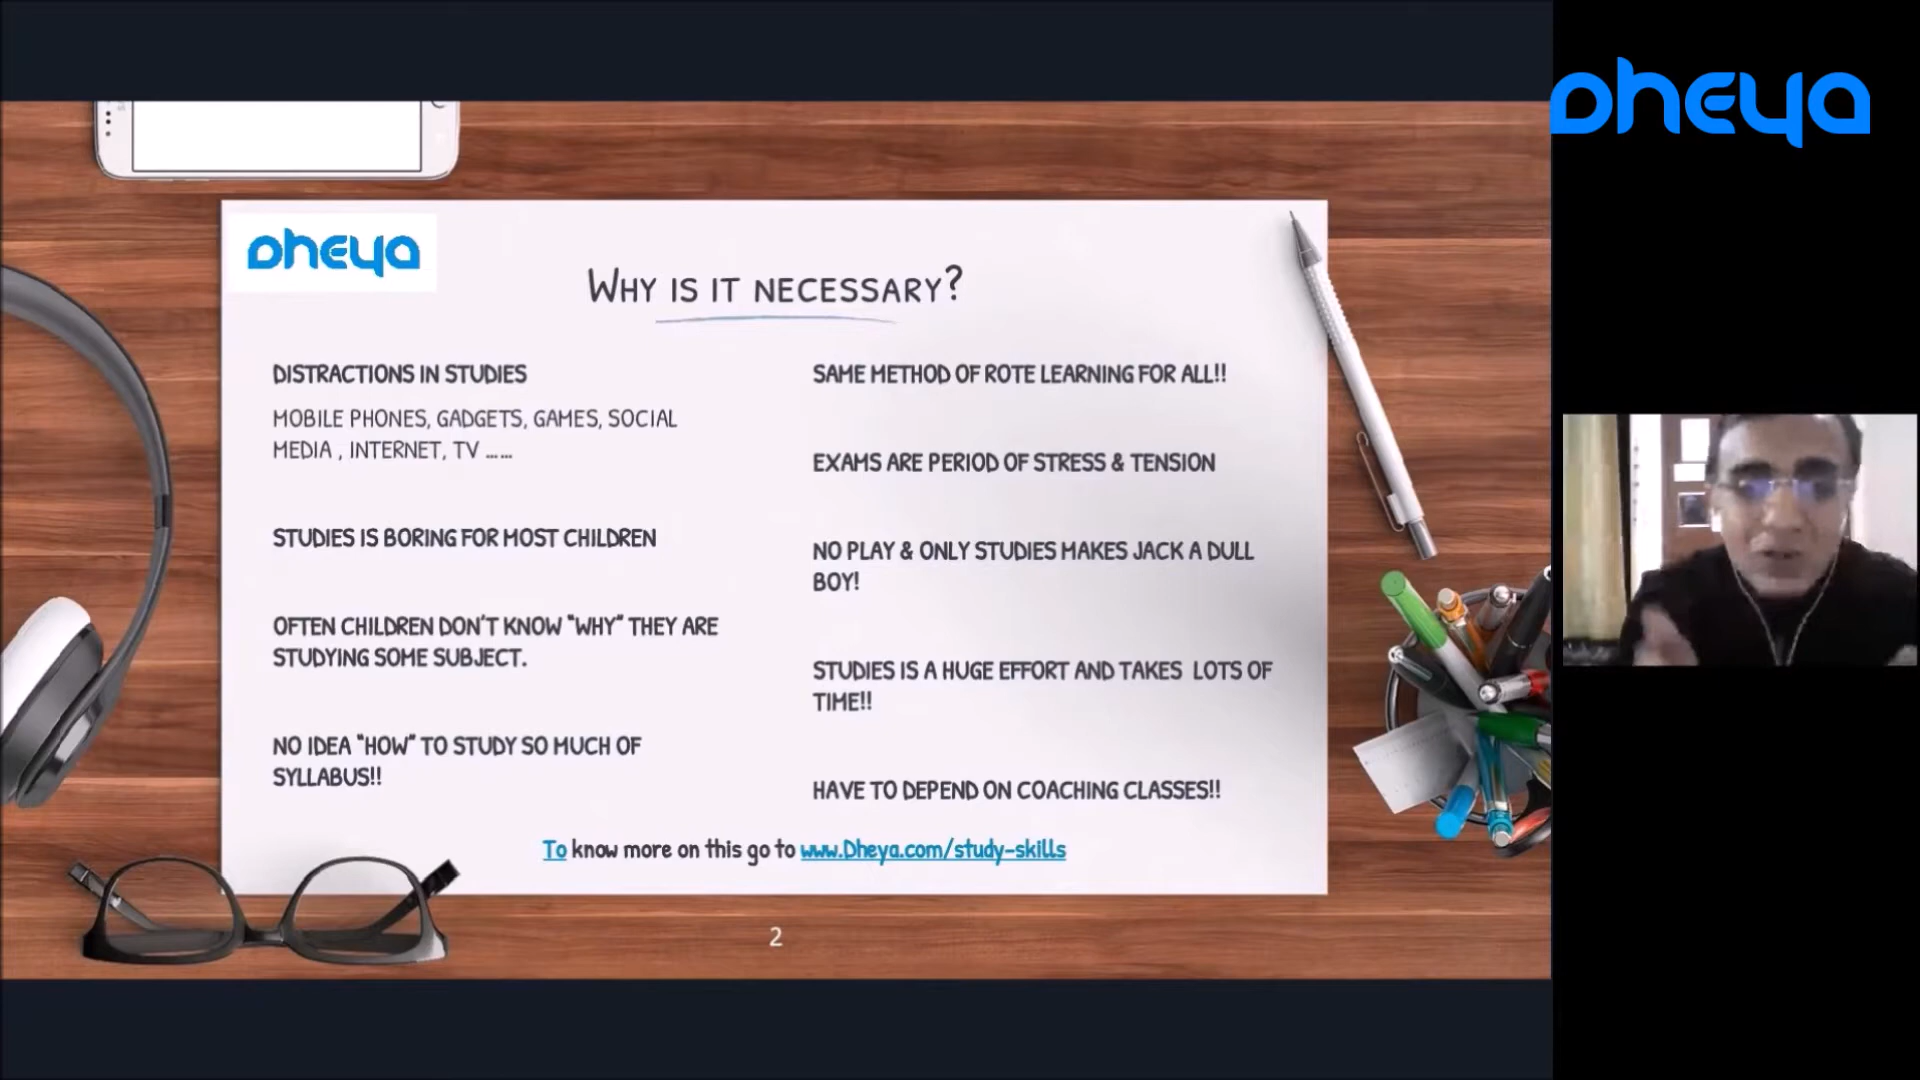 Dheya
Dheya
WHY IS IT NECESSARY?
DISTRACTIONS IN STUDIES
MOBILE PHONES, GADGETS, GAMES, SOCIAL
MEDIA , INTERNET, TV ......
STUDIES IS BORING FOR MOST CHILDREN
OFTEN CHILDREN DON'T KNOW "WHY" THEY ARE
STUDYING SOME SUBJECT.
NO IDEA "HOW" TO STUDY SO MUCH OF
SYLLABUS!!
SAME METHOD OF ROTE LEARNING FOR ALL!!
EXAMS ARE PERIOD OF STRESS & TENSION
NO PLAY & ONLY STUDIES MAKES JACK A DULL
BOY!
STUDIES IS A HUGE EFFORT AND TAKES LOTS OF
TIME!!
HAVE TO DEPEND ON COACHING CLASSES!!
To know more on this go to www.Dheya.com/study-skills
2